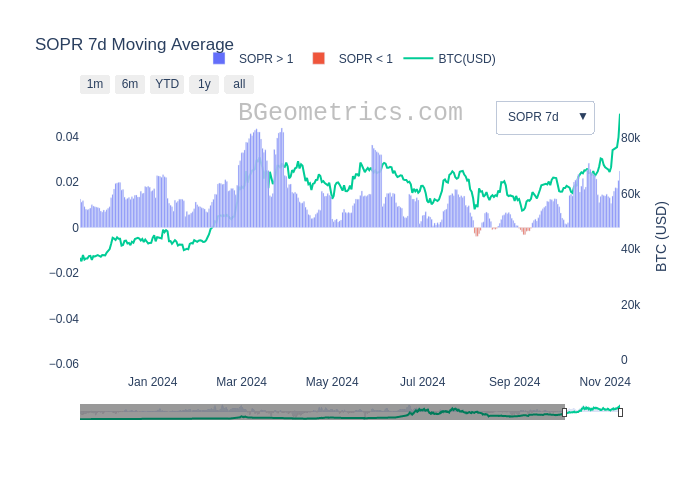 SOPR 7d Moving Average
SOPR > 1 SOPR < 1 BTC(USD)
1m 6m YTD 1y all
BGeometrics.com
SOPR 7d ▼
0.04
0.02
0
−0.02
−0.04
−0.06
80k
60k
40k
20k
0
BTC (USD)
Jan 2024 Mar 2024 May 2024 Jul 2024 Sep 2024 Nov 2024